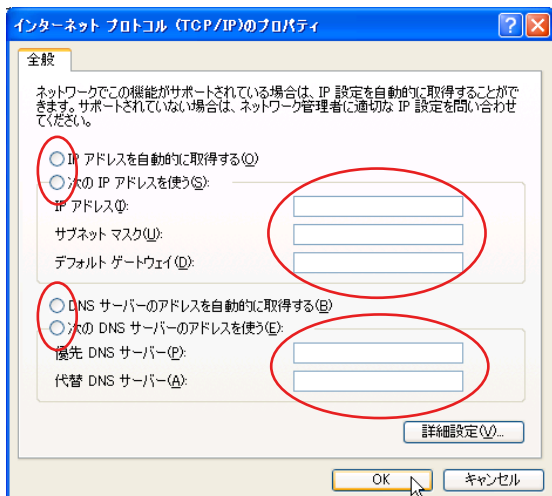 インターネット プロトコル (TCP/IP)のプロパティ
全般
ネットワークでこの機能がサポートされている場合は、IP 設定を自動的に取得することがで
きます。サポートされていない場合は、ネットワーク管理者に適切な IP 設定を問い合わせ
てください。
IP アドレスを自動的に取得する(O)
次の IP アドレスを使う(S):
IP アドレス(I):
サブネット マスク(U):
デフォルト ゲートウェイ(D):
DNS サーバーのアドレスを自動的に取得する(B)
次の DNS サーバーのアドレスを使う(E):
優先 DNS サーバー(P):
代替 DNS サーバー(A):
詳細設定(V)...
OK
キャンセル